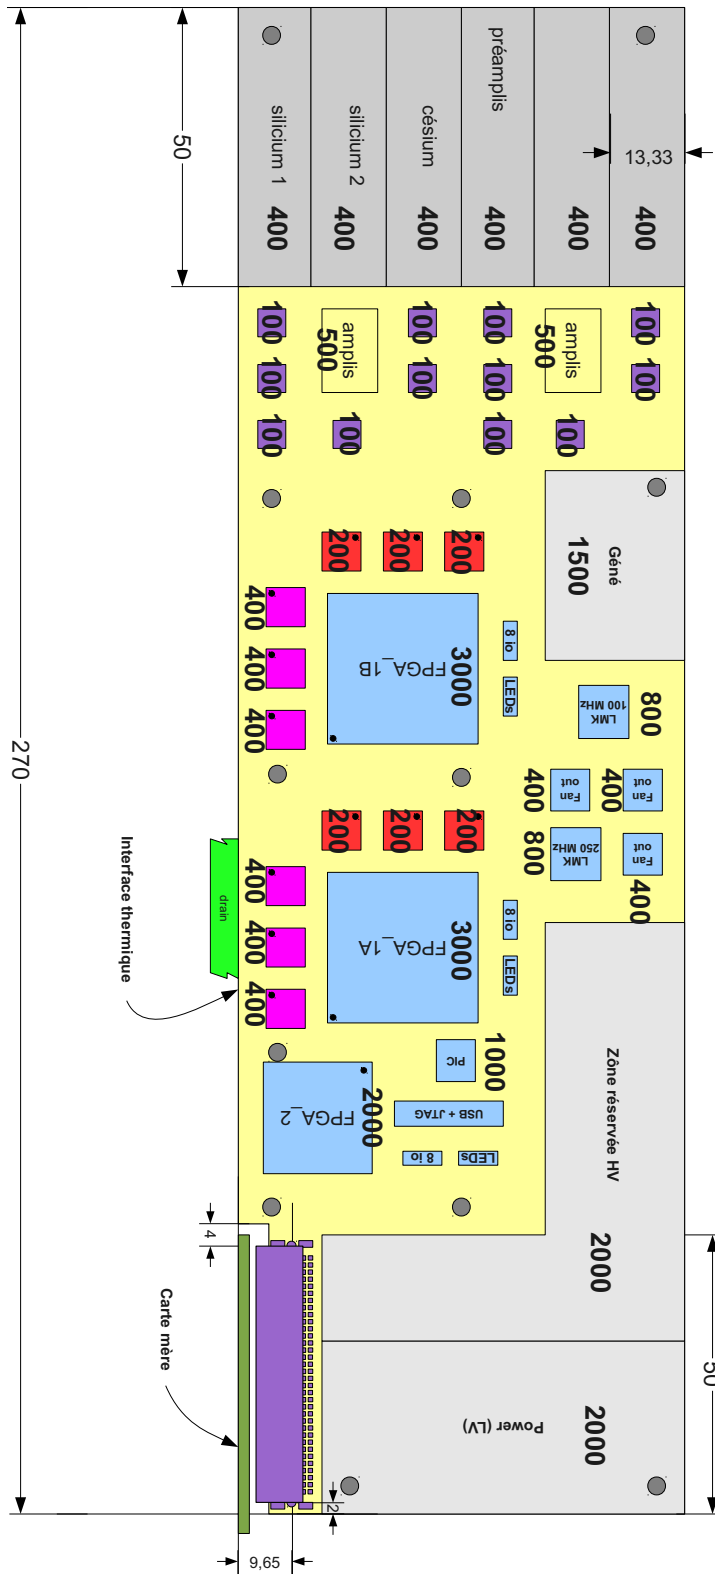 270
50
silicium 1
400
silicium 2
400
césium
400
préamplis
400
400
13,33
400
100
100
100
amplis
500
100
100
100
100
100
100
amplis
500
100
100
100
200
200
200
1500
Géné
400
400
400
FPGA_1B
3000
8 io
LEDs
LMK
100 MHz
800
Fan
out
400
Fan
out
400
200
200
200
LMK
250 MHz
800
Fan
out
400
Interface thermique
drain
400
400
400
FPGA_1A
3000
8 io
LEDs
PIC
1000
FPGA_2
2000
USB + JTAG
8 io
LEDs
Zône réservée HV
2000
50
4
Carte mère
Power (LV)
2000
2
9,65